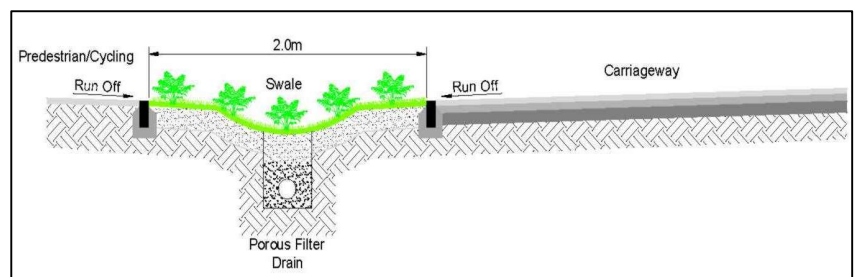 2.0m
Predestrian/Cycling
Carriageway
Run Off
Swale
Run Off
Porous Filter
Drain